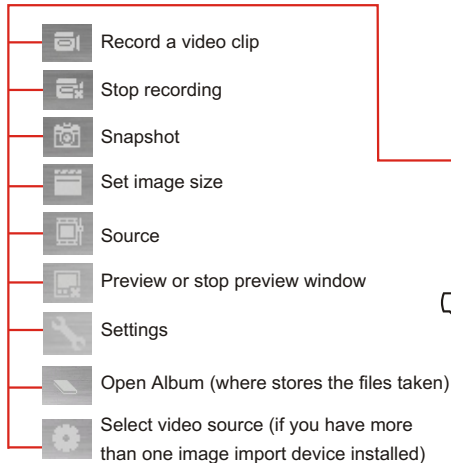 Record a video clip
Stop recording
Snapshot
Set image size
Source
Preview or stop preview window
Settings
Open Album (where stores the files taken)
Select video source (if you have more
than one image import device installed)